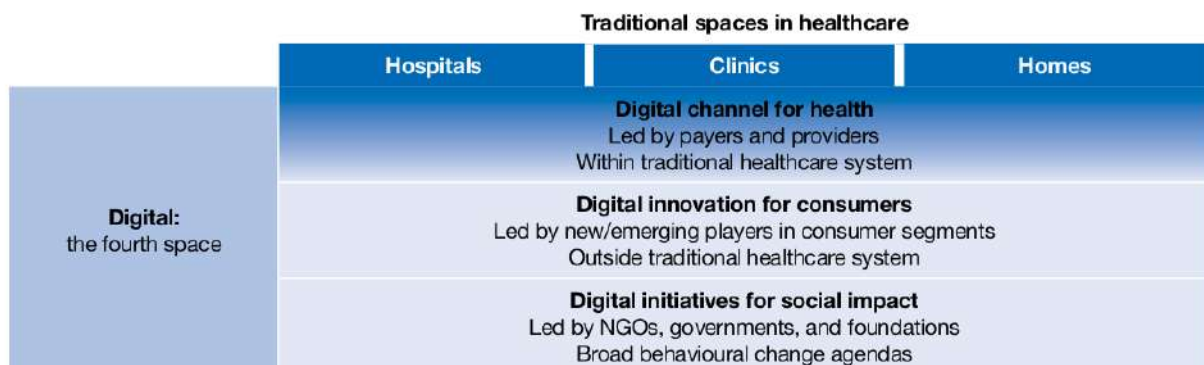 Traditional spaces in healthcare
Hospitals
Clinics
Homes
Digital channel for health
Led by payers and providers
Within traditional healthcare system
Digital:
the fourth space
Digital innovation for consumers
Led by new/emerging players in consumer segments
Outside traditional healthcare system
Digital initiatives for social impact
Led by NGOs, governments, and foundations
Broad behavioural change agendas